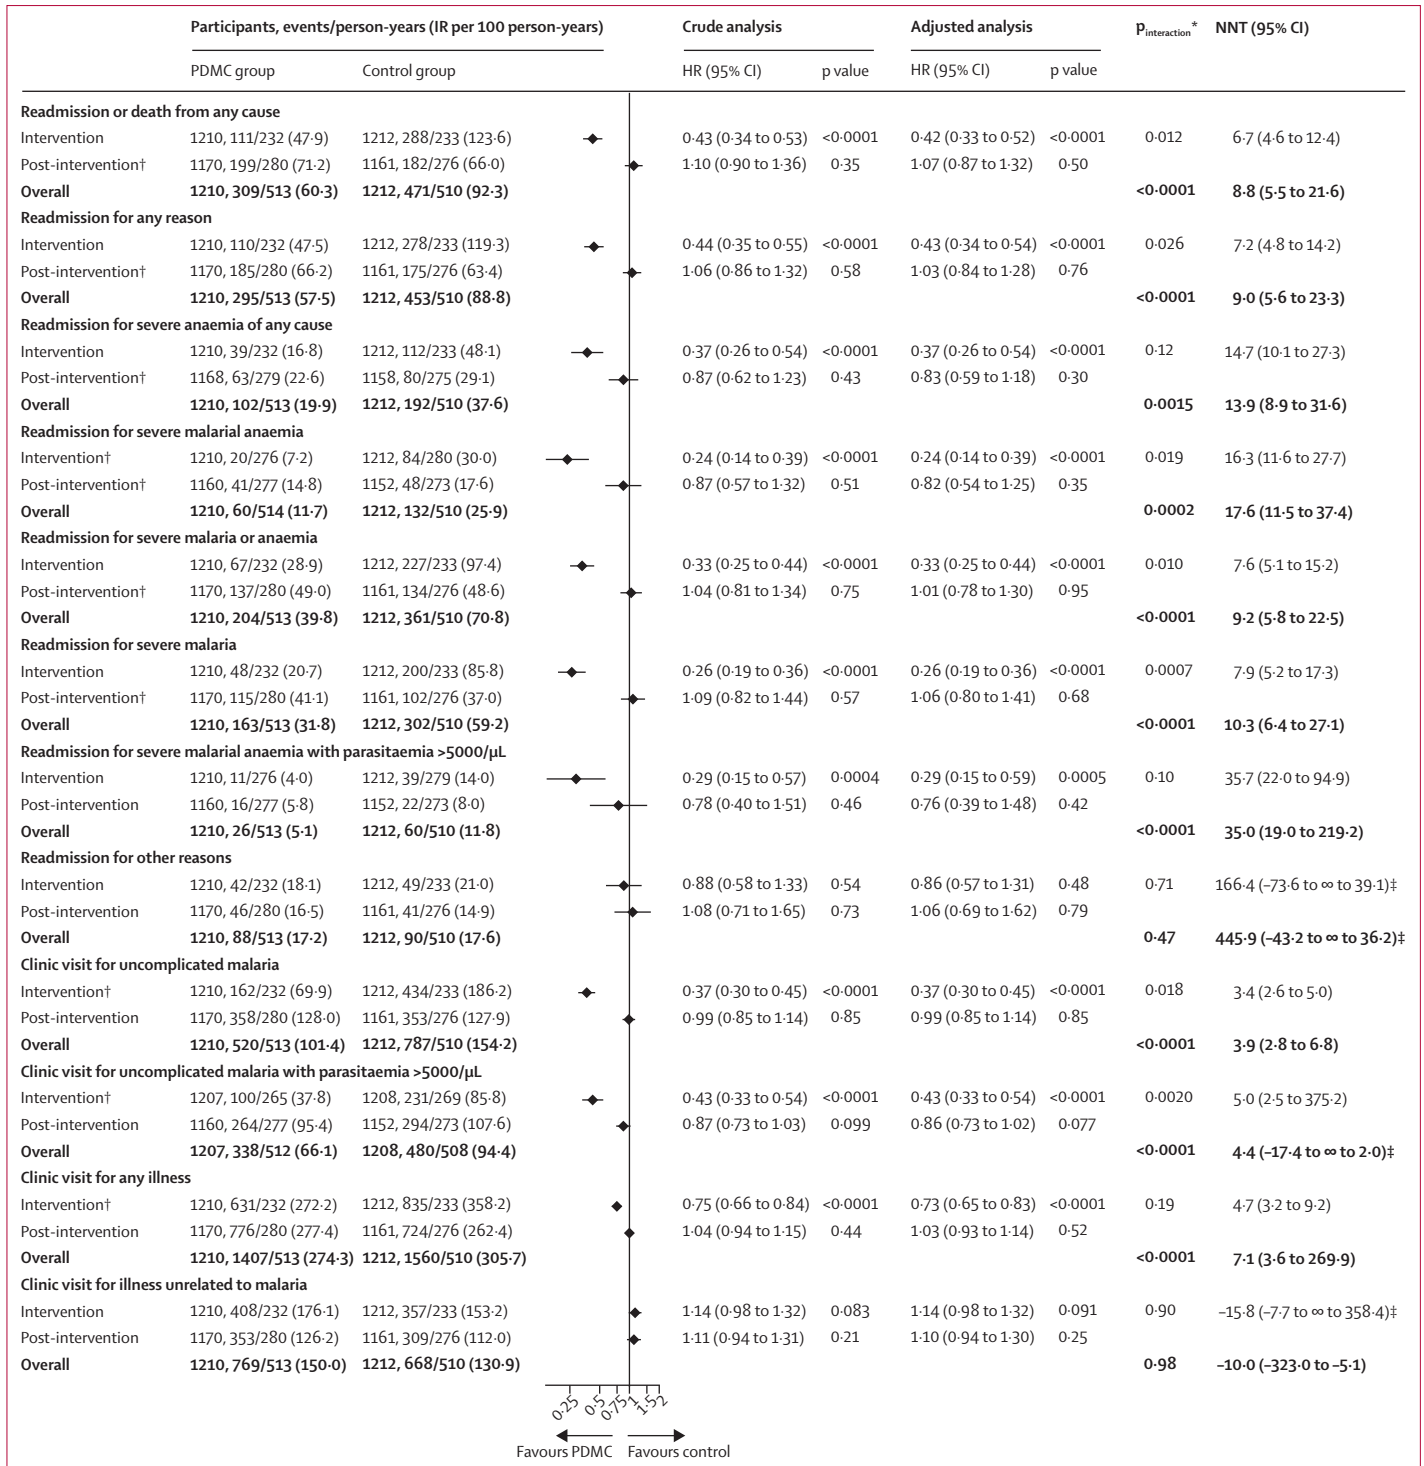 Participants, events/person-years (IR per 100 person-years) Crude analysis Adjusted analysis p interaction* NNT (95% CI)
PDMC group Control group HR (95% CI) p value HR (95% CI) p value
Readmission or death from any cause
Intervention 1210, 111/232 (47·9) 1212, 288/233 (123·6) 0·43 (0·34 to 0·53) <0·0001 0·42 (0·33 to 0·52) <0·0001 0·012 6·7 (4·6 to 12·4)
Post-intervention† 1170, 199/280 (71·2) 1161, 182/276 (66·0) 1·10 (0·90 to 1·36) 0·35 1·07 (0·87 to 1·32) 0·50
Overall 1210, 309/513 (60·3) 1212, 471/510 (92·3) <0·0001 8·8 (5·5 to 21·6)
Readmission for any reason
Intervention 1210, 110/232 (47·5) 1212, 278/233 (119·3) 0·44 (0·35 to 0·55) <0·0001 0·43 (0·34 to 0·54) <0·0001 0·026 7·2 (4·8 to 14·2)
Post-intervention† 1170, 185/280 (66·2) 1161, 175/276 (63·4) 1·06 (0·86 to 1·32) 0·58 1·03 (0·84 to 1·28) 0·76
Overall 1210, 295/513 (57·5) 1212, 453/510 (88·8) <0·0001 9·0 (5·6 to 23·3)
Readmission for severe anaemia of any cause
Intervention 1210, 39/232 (16·8) 1212, 112/233 (48·1) 0·37 (0·26 to 0·54) <0·0001 0·37 (0·26 to 0·54) <0·0001 0·12 14·7 (10·1 to 27·3)
Post-intervention† 1168, 63/279 (22·6) 1158, 80/275 (29·1) 0·87 (0·62 to 1·23) 0·43 0·83 (0·59 to 1·18) 0·30
Overall 1210, 102/513 (19·9) 1212, 192/510 (37·6) 0·0015 13·9 (8·9 to 31·6)
Readmission for severe malarial anaemia
Intervention† 1210, 20/276 (7·2) 1212, 84/280 (30·0) 0·24 (0·14 to 0·39) <0·0001 0·24 (0·14 to 0·39) <0·0001 0·019 16·3 (11·6 to 27·7)
Post-intervention† 1160, 41/277 (14·8) 1152, 48/273 (17·6) 0·87 (0·57 to 1·32) 0·51 0·82 (0·54 to 1·25) 0·35
Overall 1210, 60/514 (11·7) 1212, 132/510 (25·9) 0·0002 17·6 (11·5 to 37·4)
Readmission for severe malaria or anaemia
Intervention 1210, 67/232 (28·9) 1212, 227/233 (97·4) 0·33 (0·25 to 0·44) <0·0001 0·33 (0·25 to 0·44) <0·0001 0·010 7·6 (5·1 to 15·2)
Post-intervention† 1170, 137/280 (49·0) 1161, 134/276 (48·6) 1·04 (0·81 to 1·34) 0·75 1·01 (0·78 to 1·30) 0·95
Overall 1210, 204/513 (39·8) 1212, 361/510 (70·8) <0·0001 9·2 (5·8 to 22·5)
Readmission for severe malaria
Intervention 1210, 48/232 (20·7) 1212, 200/233 (85·8) 0·26 (0·19 to 0·36) <0·0001 0·26 (0·19 to 0·36) <0·0001 0·0007 7·9 (5·2 to 17·3)
Post-intervention† 1170, 115/280 (41·1) 1161, 102/276 (37·0) 1·09 (0·82 to 1·44) 0·57 1·06 (0·80 to 1·41) 0·68
Overall 1210, 163/513 (31·8) 1212, 302/510 (59·2) <0·0001 10·3 (6·4 to 27·1)
Readmission for severe malarial anaemia with parasitaemia >5000/µL
Intervention 1210, 11/276 (4·0) 1212, 39/279 (14·0) 0·29 (0·15 to 0·57) 0·0004 0·29 (0·15 to 0·59) 0·0005 0·10 35·7 (22·0 to 94·9)
Post-intervention 1160, 16/277 (5·8) 1152, 22/273 (8·0) 0·78 (0·40 to 1·51) 0·46 0·76 (0·39 to 1·48) 0·42
Overall 1210, 26/513 (5·1) 1212, 60/510 (11·8) <0·0001 35·0 (19·0 to 219·2)
Readmission for other reasons
Intervention 1210, 42/232 (18·1) 1212, 49/233 (21·0) 0·88 (0·58 to 1·33) 0·54 0·86 (0·57 to 1·31) 0·48 0·71 166·4 (–73·6 to ∞ to 39·1)‡
Post-intervention 1170, 46/280 (16·5) 1161, 41/276 (14·9) 1·08 (0·71 to 1·65) 0·73 1·06 (0·69 to 1·62) 0·79
Overall 1210, 88/513 (17·2) 1212, 90/510 (17·6) 0·47 445·9 (–43·2 to ∞ to 36·2)‡
Clinic visit for uncomplicated malaria
Intervention† 1210, 162/232 (69·9) 1212, 434/233 (186·2) 0·37 (0·30 to 0·45) <0·0001 0·37 (0·30 to 0·45) <0·0001 0·018 3·4 (2·6 to 5·0)
Post-intervention 1170, 358/280 (128·0) 1161, 353/276 (127·9) 0·99 (0·85 to 1·14) 0·85 0·99 (0·85 to 1·14) 0·85
Overall 1210, 520/513 (101·4) 1212, 787/510 (154·2) <0·0001 3·9 (2·8 to 6·8)
Clinic visit for uncomplicated malaria with parasitaemia >5000/µL
Intervention† 1207, 100/265 (37·8) 1208, 231/269 (85·8) 0·43 (0·33 to 0·54) <0·0001 0·43 (0·33 to 0·54) <0·0001 0·0020 5·0 (2·5 to 375·2)
Post-intervention 1160, 264/277 (95·4) 1152, 294/273 (107·6) 0·87 (0·73 to 1·03) 0·099 0·86 (0·73 to 1·02) 0·077
Overall 1207, 338/512 (66·1) 1208, 480/508 (94·4) <0·0001 4·4 (–17·4 to ∞ to 2·0)‡
Clinic visit for any illness
Intervention† 1210, 631/232 (272·2) 1212, 835/233 (358·2) 0·75 (0·66 to 0·84) <0·0001 0·73 (0·65 to 0·83) <0·0001 0·19 4·7 (3·2 to 9·2)
Post-intervention 1170, 776/280 (277·4) 1161, 724/276 (262·4) 1·04 (0·94 to 1·15) 0·44 1·03 (0·93 to 1·14) 0·52
Overall 1210, 1407/513 (274·3) 1212, 1560/510 (305·7) <0·0001 7·1 (3·6 to 269·9)
Clinic visit for illness unrelated to malaria
Intervention 1210, 408/232 (176·1) 1212, 357/233 (153·2) 1·14 (0·98 to 1·32) 0·083 1·14 (0·98 to 1·32) 0·091 0·90 –15·8 (–7·7 to ∞ to 358·4)‡
Post-intervention 1170, 353/280 (126·2) 1161, 309/276 (112·0) 1·11 (0·94 to 1·31) 0·21 1·10 (0·94 to 1·30) 0·25
Overall 1210, 769/513 (150·0) 1212, 668/510 (130·9) 0·98 –10·0 (–323·0 to –5·1)
0·25 0·5 0·75 1 1·5 2
Favours PDMC Favours control